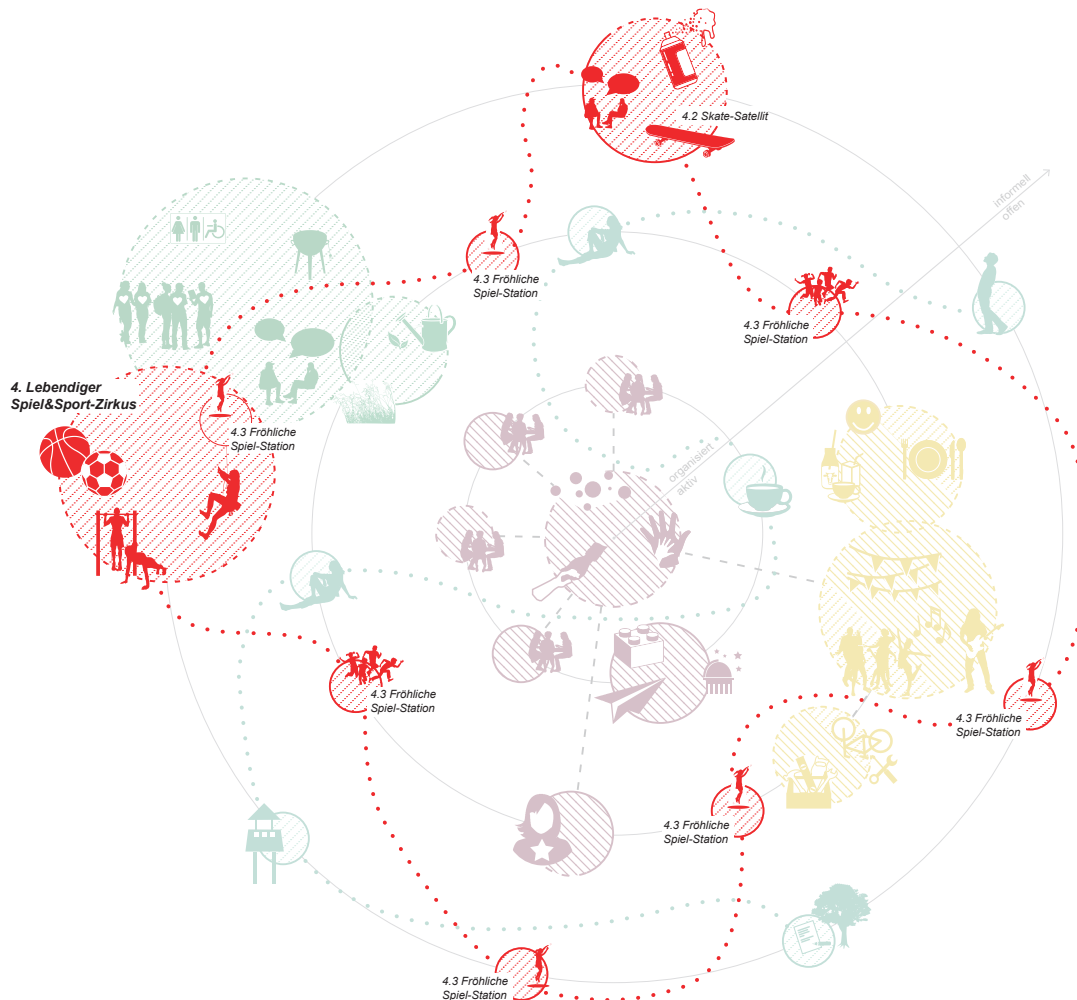 4.2 Skate-Satellit
informell
offen
4.3 Fröhliche
Spiel-Station
4.3 Fröhliche
Spiel-Station
4. Lebendiger
Spiel&Sport-Zirkus
4.3 Fröhliche
Spiel-Station
organisiert
aktiv
4.3 Fröhliche
Spiel-Station
4.3 Fröhliche
Spiel-Station
4.3 Fröhliche
Spiel-Station
4.3 Fröhliche
Spiel-Station